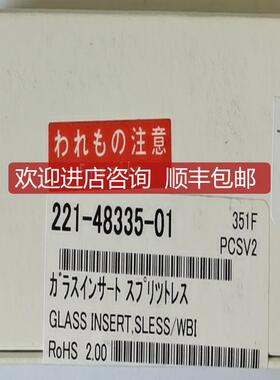 われもの注意
欢迎进店咨询 顺丰包邮
221-48335-01
351F
PCSV2
ガラスインサート スプリットレス
GLASS INSERT,SLESS/WBI
RoHS 2.00